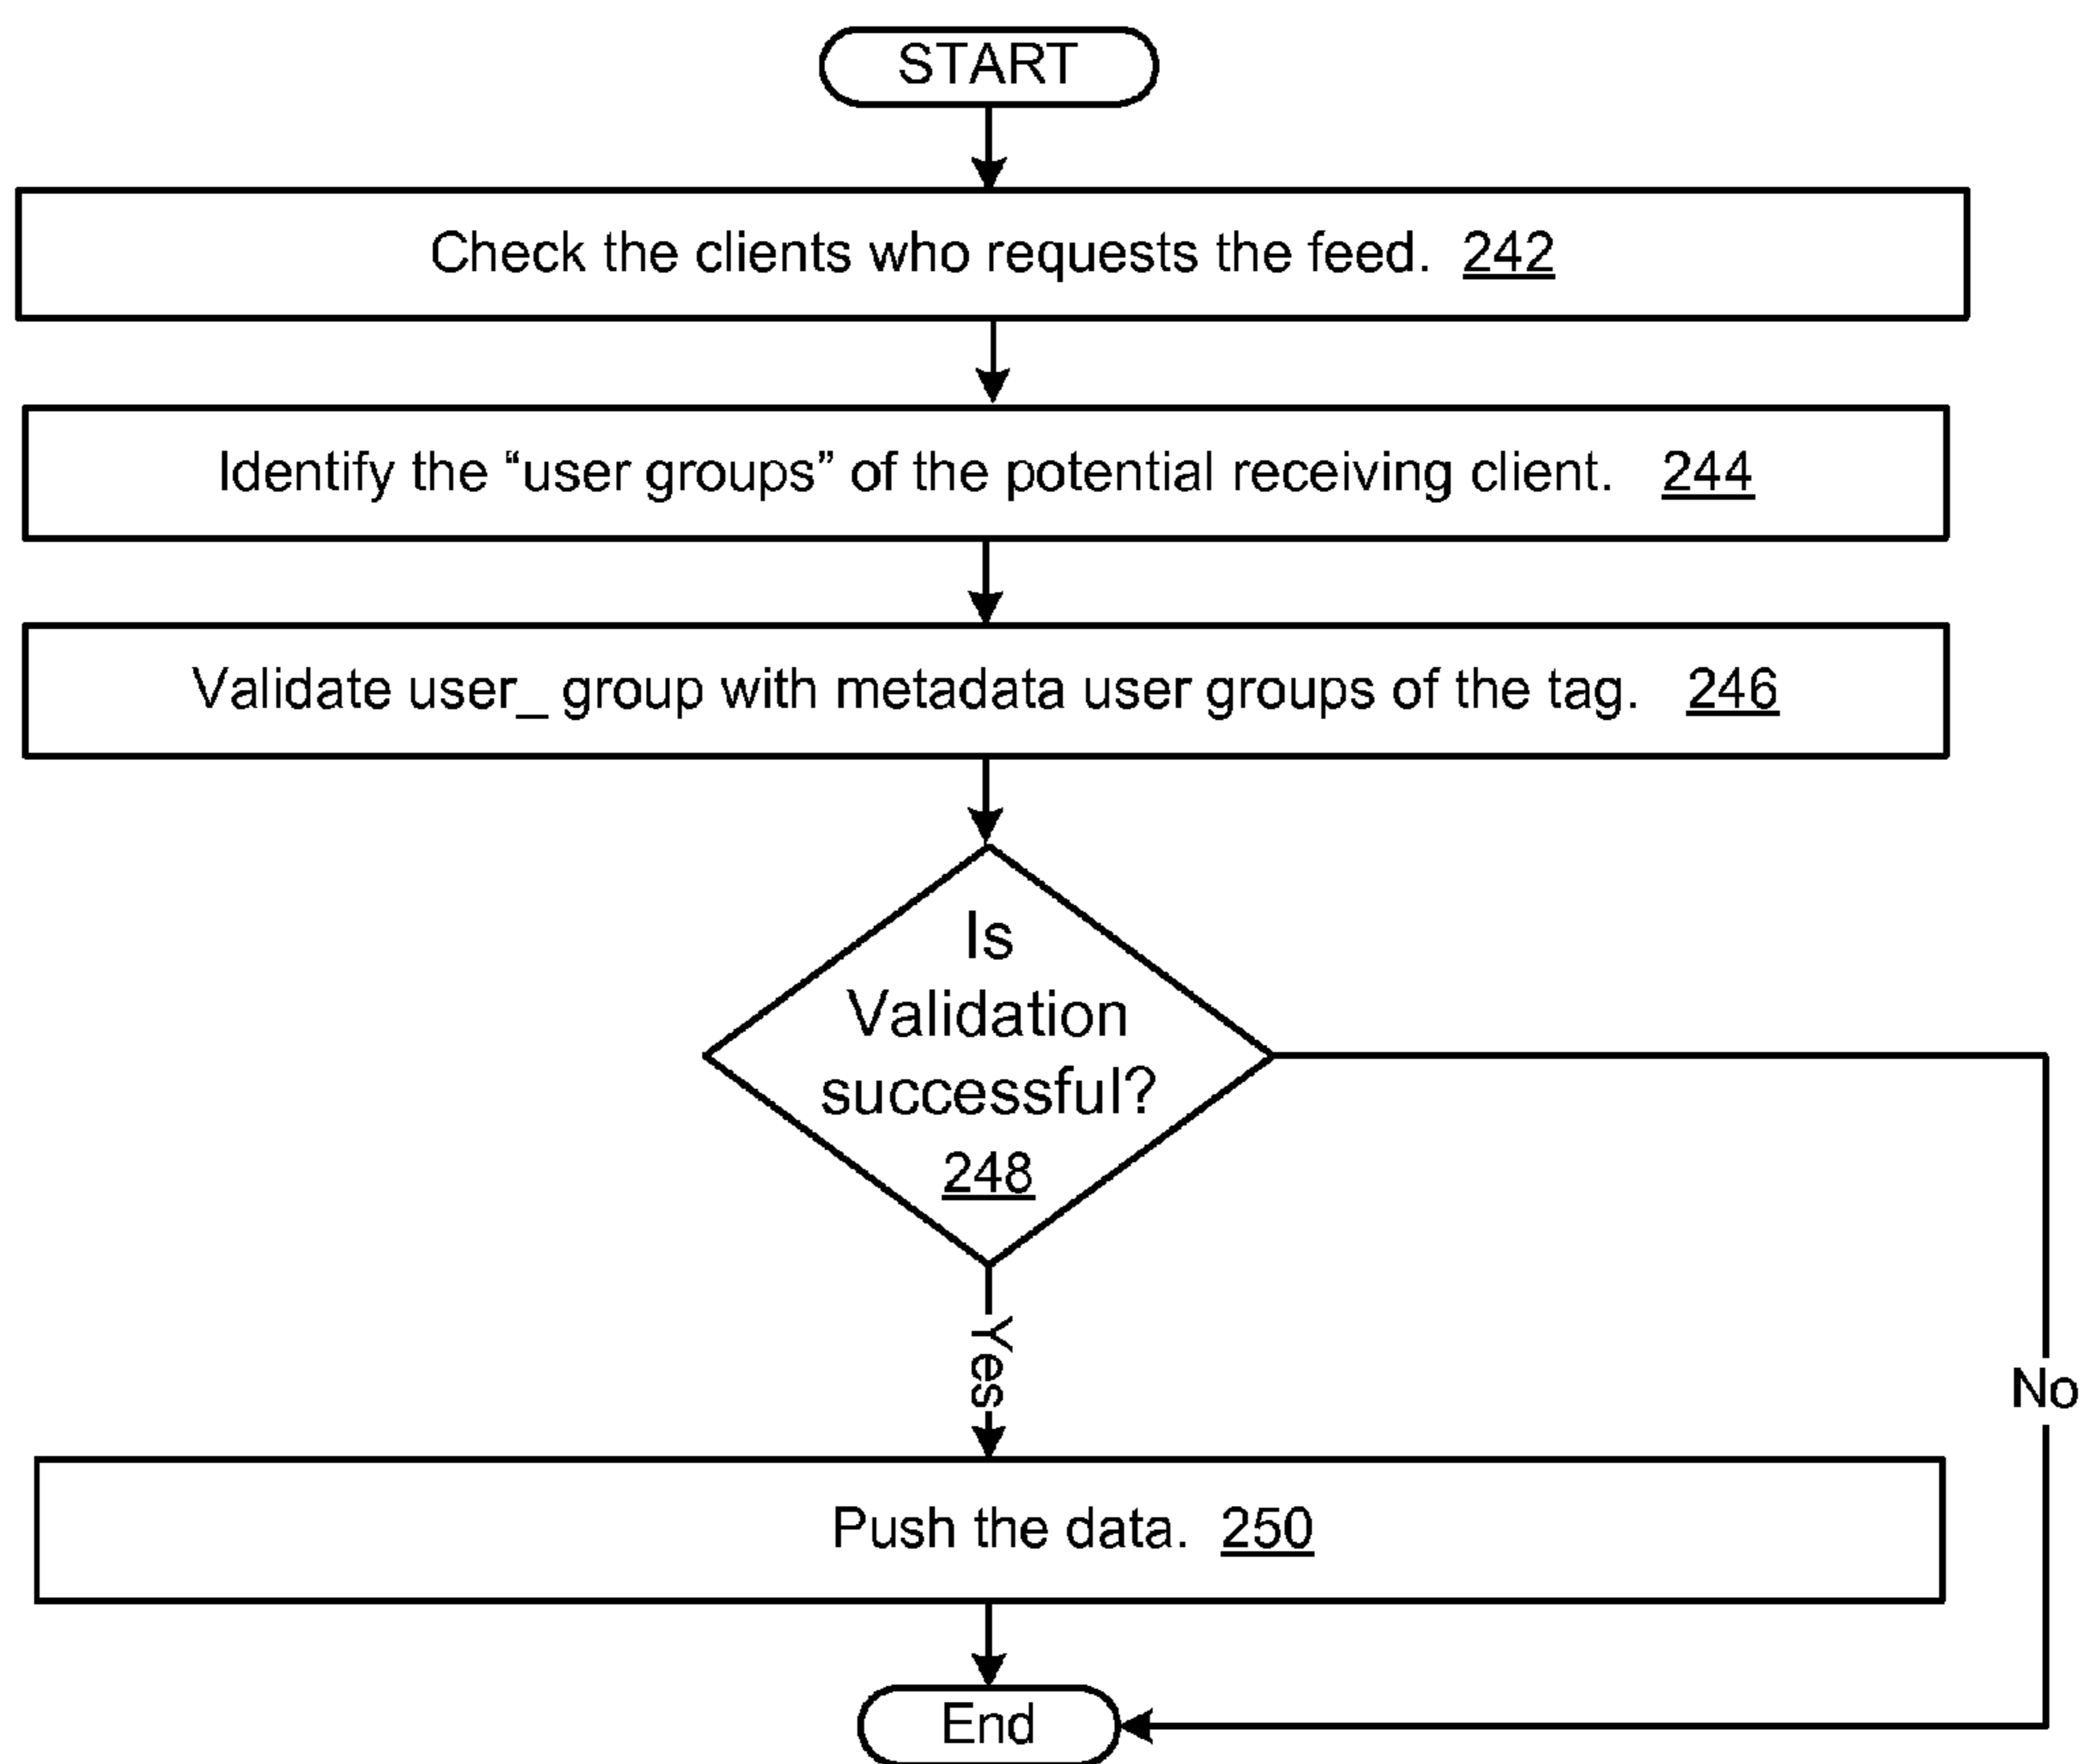 START
Check the clients who requests the feed. 242
Identify the “user groups” of the potential receiving client. 244
Validate user_ group with metadata user groups of the tag. 246
Is
Validation
successful?
248
Yes
No
Push the data. 250
End